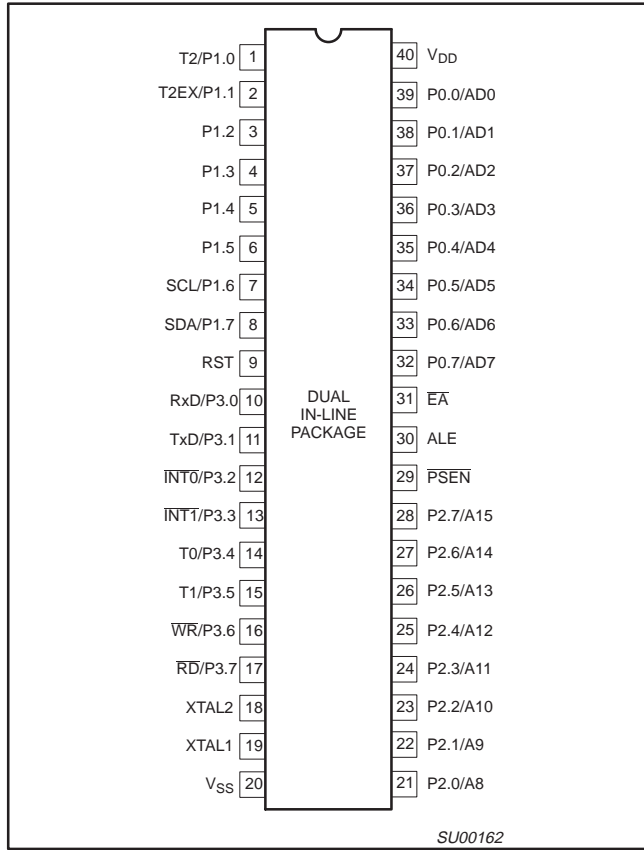 T2/P1.0 1 40 VDD
T2EX/P1.1 2 39 P0.0/AD0
P1.2 3 38 P0.1/AD1
P1.3 4 37 P0.2/AD2
P1.4 5 36 P0.3/AD3
P1.5 6 35 P0.4/AD4
SCL/P1.6 7 34 P0.5/AD5
SDA/P1.7 8 33 P0.6/AD6
RST 9 32 P0.7/AD7
RxD/P3.0 10 31 E̅A̅
TxD/P3.1 11 30 ALE
I̅N̅T̅0̅/P3.2 12 29 P̅S̅E̅N̅
I̅N̅T̅1̅/P3.3 13 28 P2.7/A15
T0/P3.4 14 27 P2.6/A14
T1/P3.5 15 26 P2.5/A13
W̅R̅/P3.6 16 25 P2.4/A12
R̅D̅/P3.7 17 24 P2.3/A11
XTAL2 18 23 P2.2/A10
XTAL1 19 22 P2.1/A9
VSS 20 21 P2.0/A8
DUAL
IN-LINE
PACKAGE
SU00162